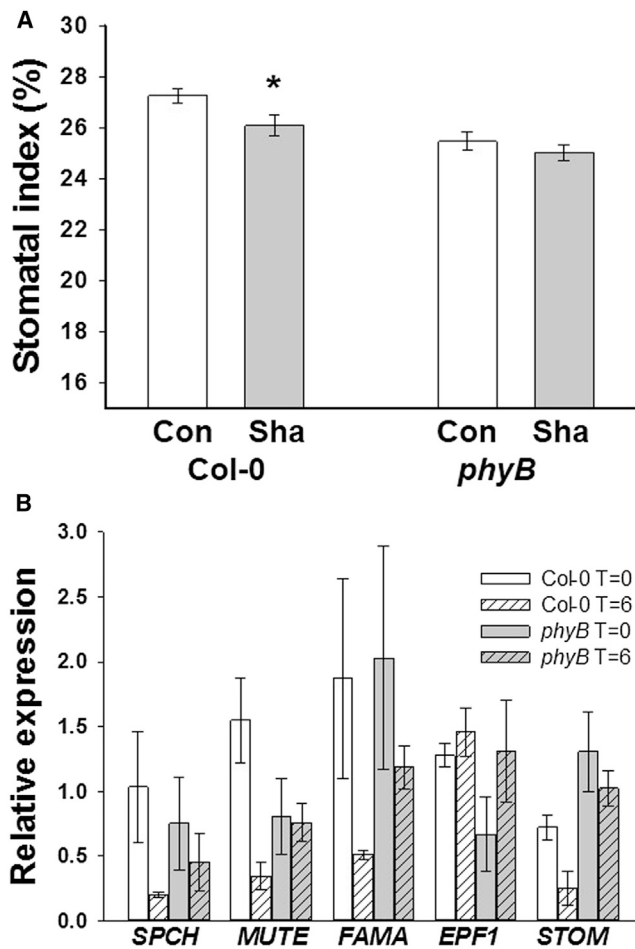 A
Stomatal index (%)
30
28
26
24
22
20
18
16
*
Con Sha Con Sha
Col-0 phyB
B
Relative expression
3.0
2.5
2.0
1.5
1.0
0.5
0.0
Col-0 T=0
Col-0 T=6
phyB T=0
phyB T=6
SPCH MUTE FAMA EPF1 STOM